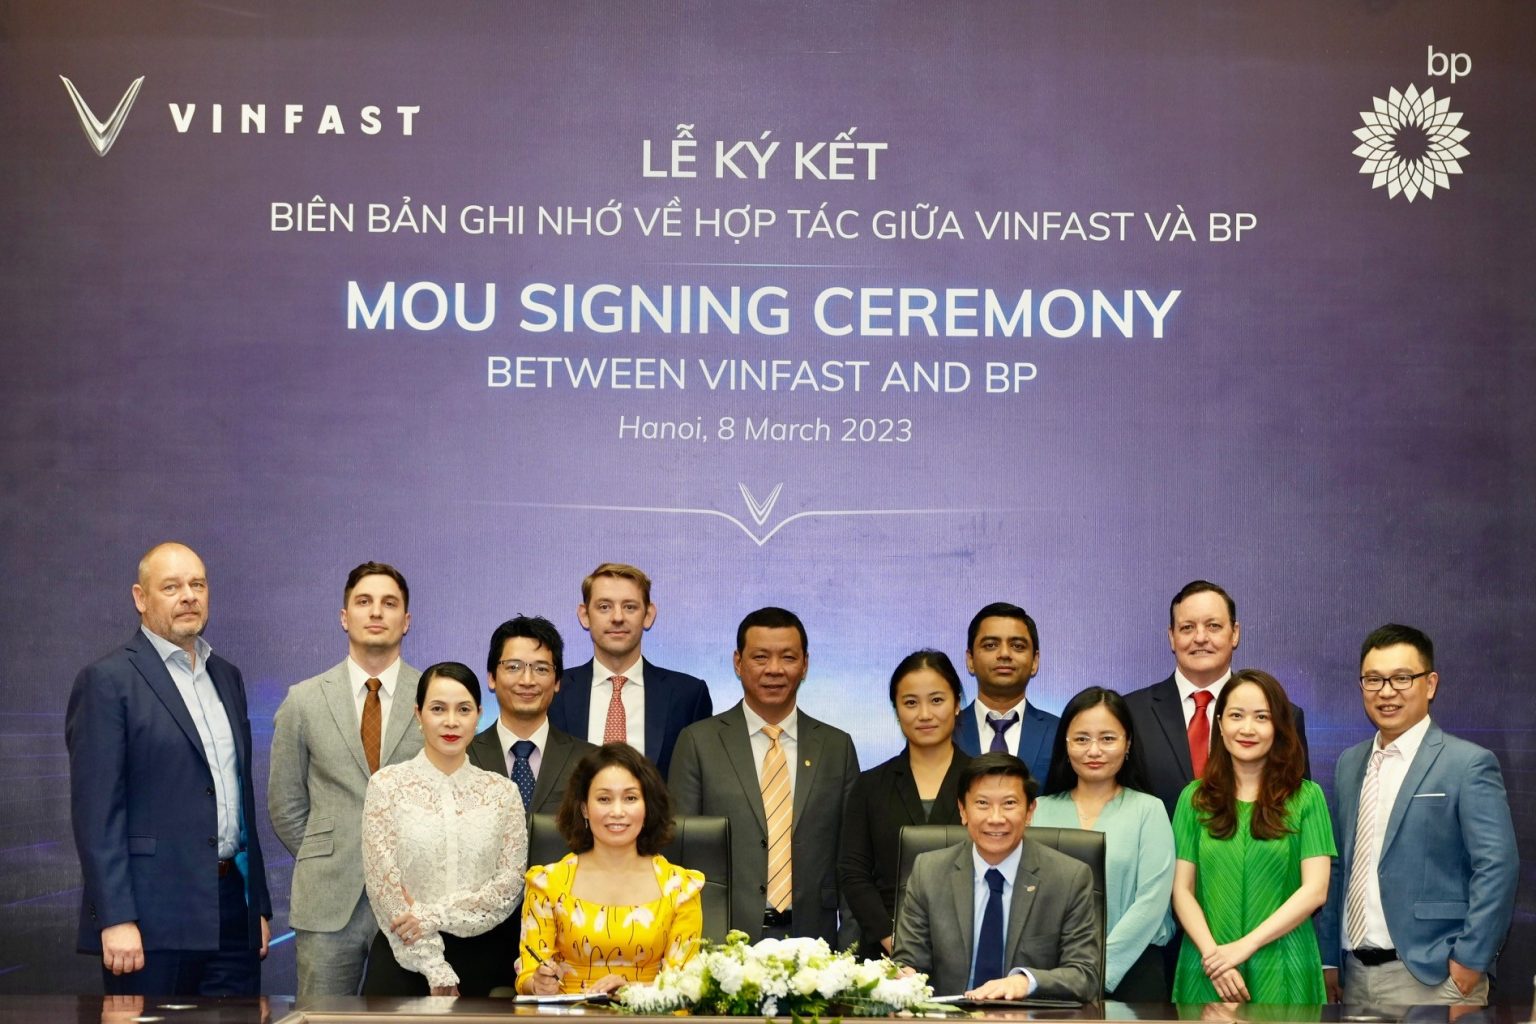 VINFAST
bp
LỄ KÝ KẾT
BIÊN BẢN GHI NHỚ VỀ HỢP TÁC GIỮA VINFAST VÀ BP
MOU SIGNING CEREMONY
BETWEEN VINFAST AND BP
Hanoi, 8 March 2023